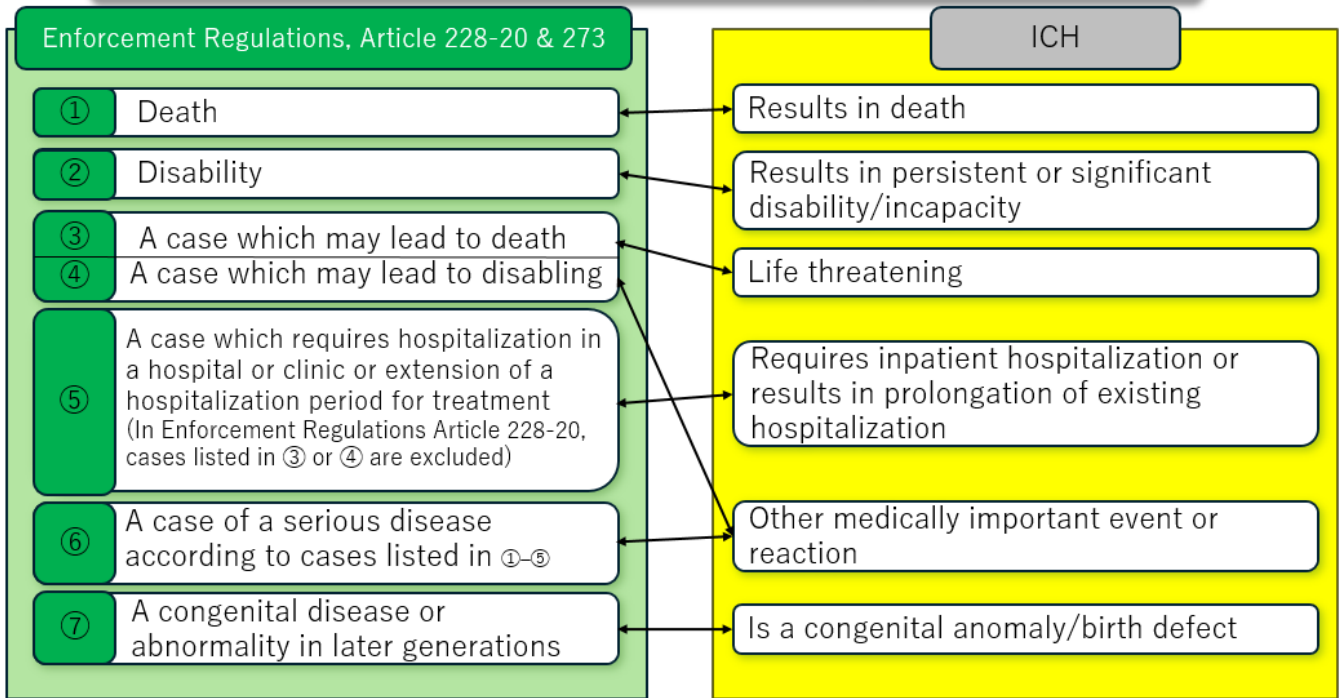 Enforcement Regulations, Article 228-20 & 273
① Death
② Disability
③ A case which may lead to death
④ A case which may lead to disabling
⑤ A case which requires hospitalization in
a hospital or clinic or extension of a
hospitalization period for treatment
(In Enforcement Regulations Article 228-20,
cases listed in ③ or ④ are excluded)
⑥ A case of a serious disease
according to cases listed in ①–⑤
⑦ A congenital disease or
abnormality in later generations
ICH
Results in death
Results in persistent or significant
disability/incapacity
Life threatening
Requires inpatient hospitalization or
results in prolongation of existing
hospitalization
Other medically important event or
reaction
Is a congenital anomaly/birth defect